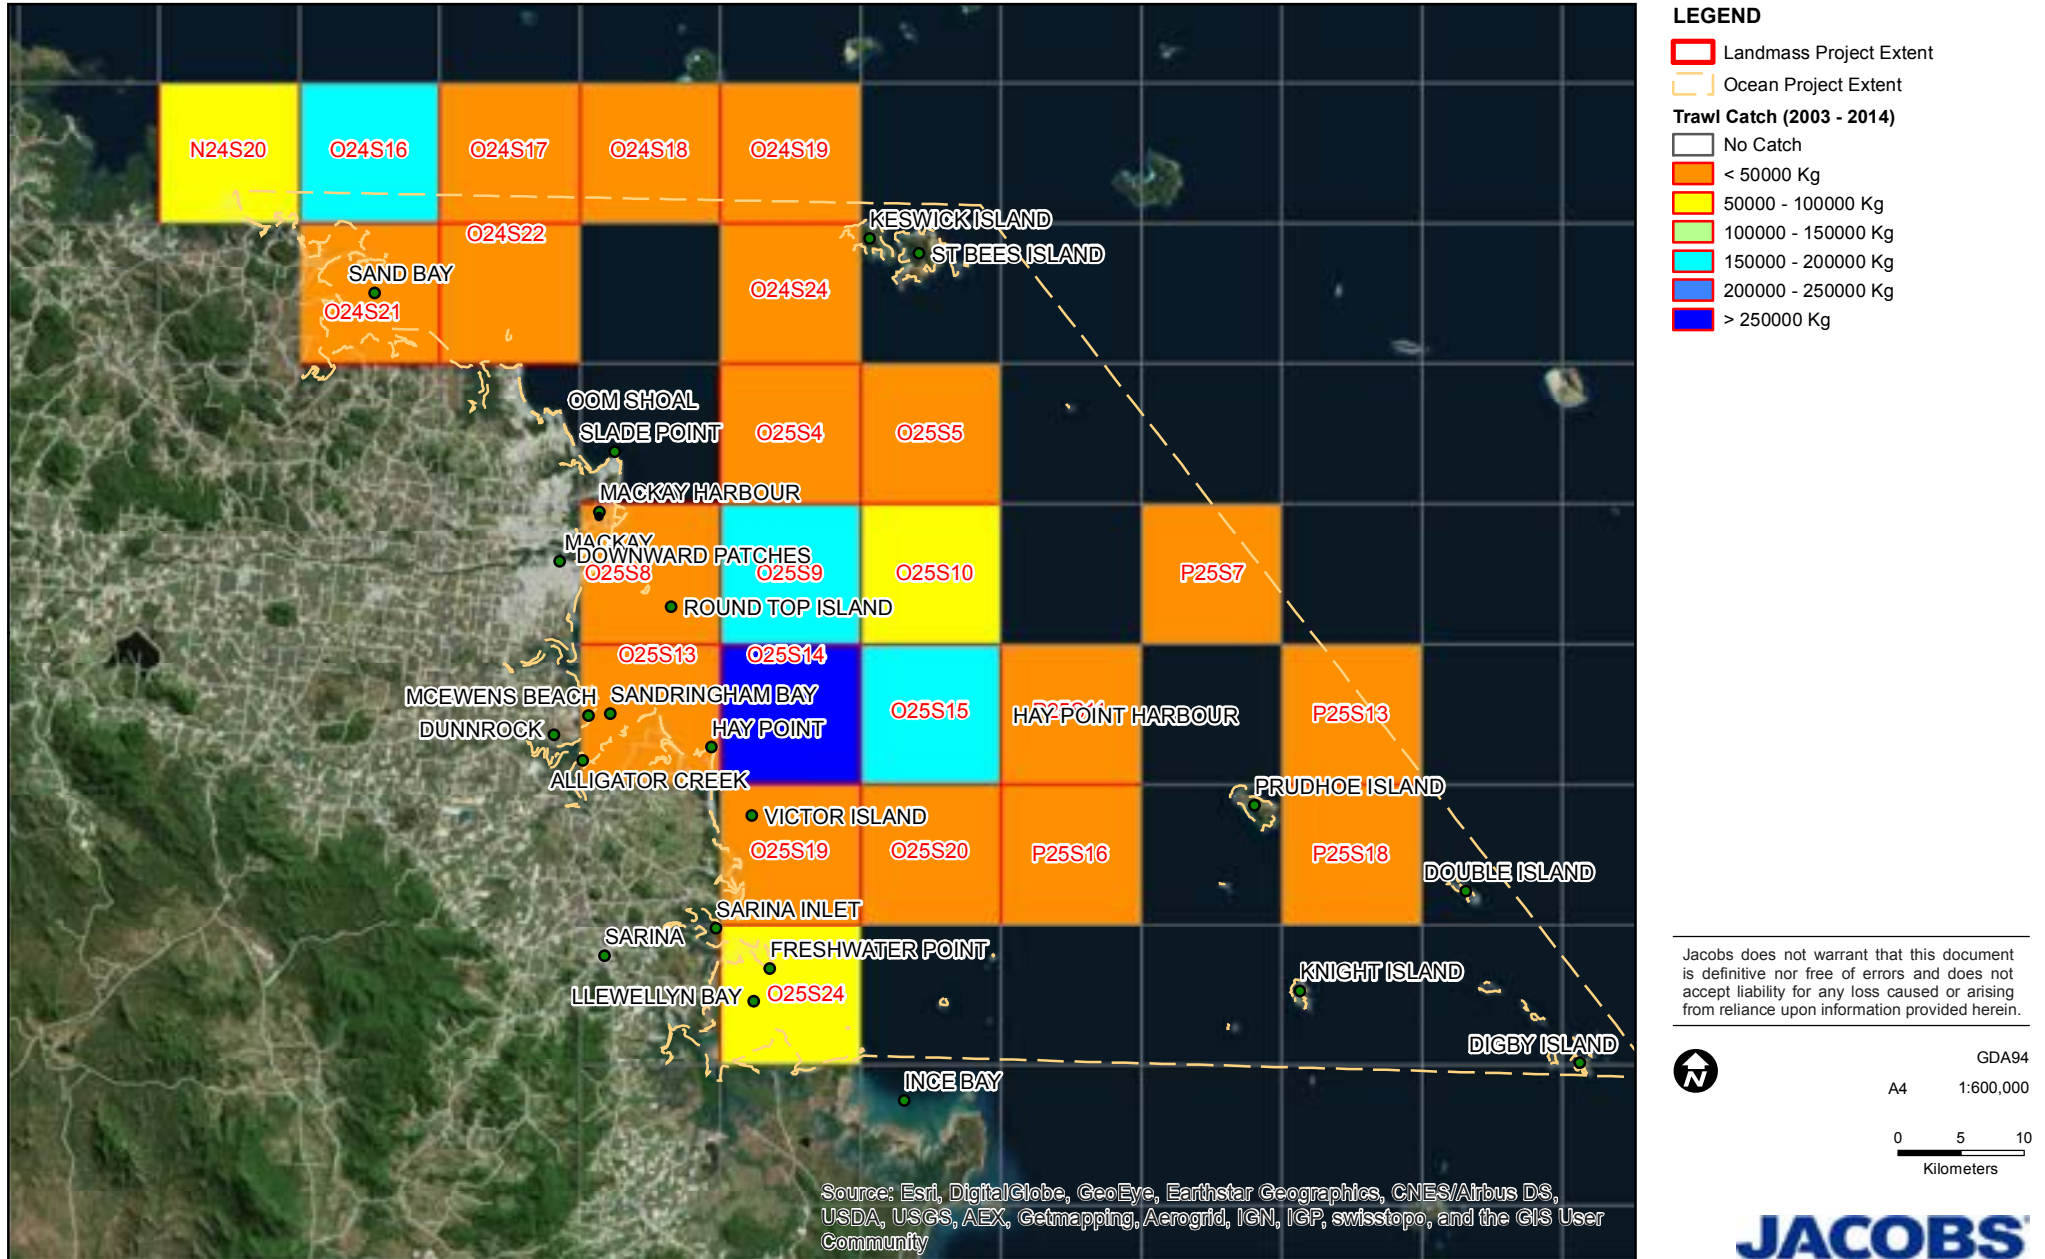 N24S20
O24S16
O24S17
O24S18
O24S19
KESWICK ISLAND
O24S22
ST BEES ISLAND
SAND BAY
O24S24
O24S21
OOM SHOAL
SLADE POINT
O25S4
O25S5
MACKAY HARBOUR
MACKAY
DOWNWARD PATCHES
O25S8
O25S9
O25S10
P25S7
ROUND TOP ISLAND
O25S13
O25S14
MCEWENS BEACH
SANDRINGHAM BAY
O25S15
HAY POINT HARBOUR
P25S13
DUNNROCK
HAY POINT
ALLIGATOR CREEK
PRUDHOE ISLAND
VICTOR ISLAND
O25S19
O25S20
P25S16
P25S18
DOUBLE ISLAND
SARINA INLET
SARINA
FRESHWATER POINT
KNIGHT ISLAND
LLEWELLYN BAY
O25S24
DIGBY ISLAND
INCE BAY
Source: Esri, DigitalGlobe, GeoEye, Earthstar Geographics, CNES/Airbus DS,
USDA, USGS, AEX, Getmapping, Aerogrid, IGN, IGP, swisstopo, and the GIS User
Community
LEGEND
Landmass Project Extent
Ocean Project Extent
Trawl Catch (2003 - 2014)
No Catch
< 50000 Kg
50000 - 100000 Kg
100000 - 150000 Kg
150000 - 200000 Kg
200000 - 250000 Kg
> 250000 Kg
Jacobs does not warrant that this document
is definitive nor free of errors and does not
accept liability for any loss caused or arising
from reliance upon information provided herein.
N
GDA94
A4 1:600,000
0 5 10
Kilometers
JACOBS